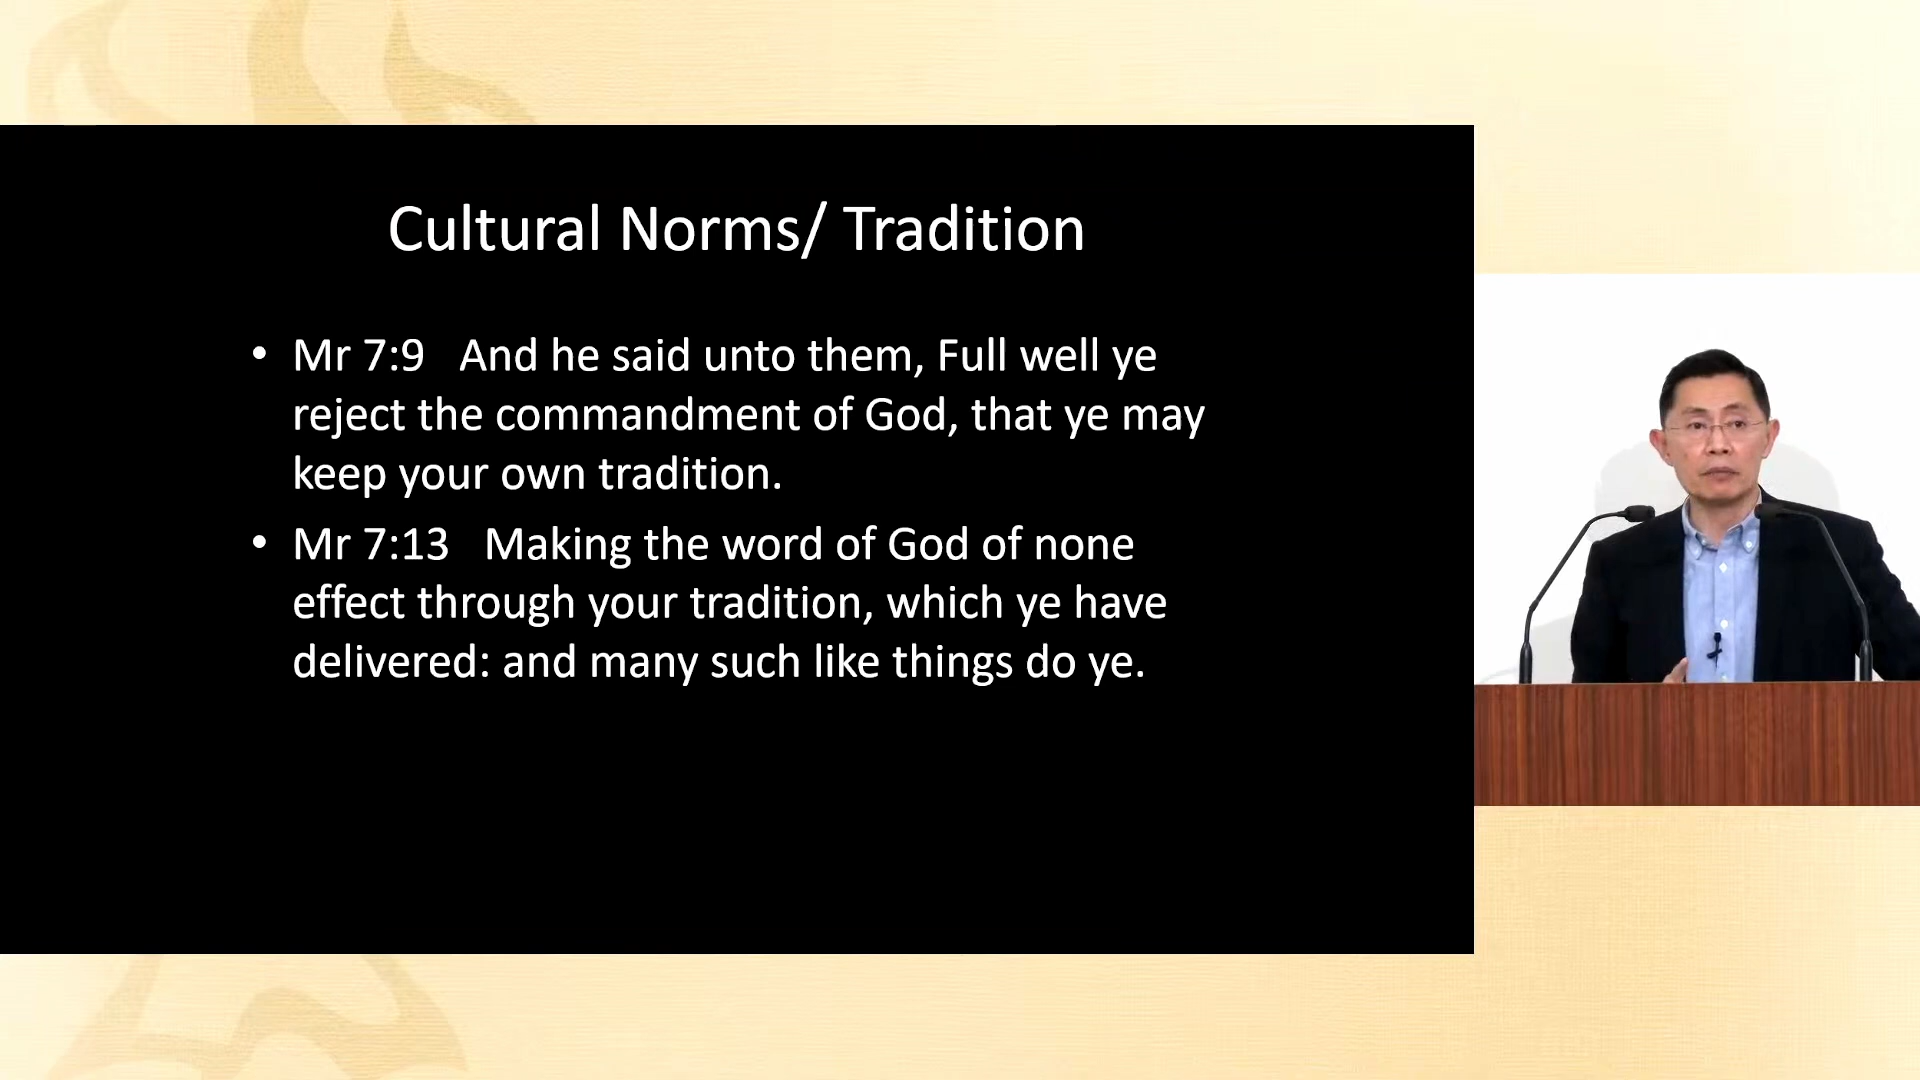 Cultural Norms/ Tradition
• Mr 7:9   And he said unto them, Full well ye
reject the commandment of God, that ye may
keep your own tradition.
• Mr 7:13   Making the word of God of none
effect through your tradition, which ye have
delivered: and many such like things do ye.